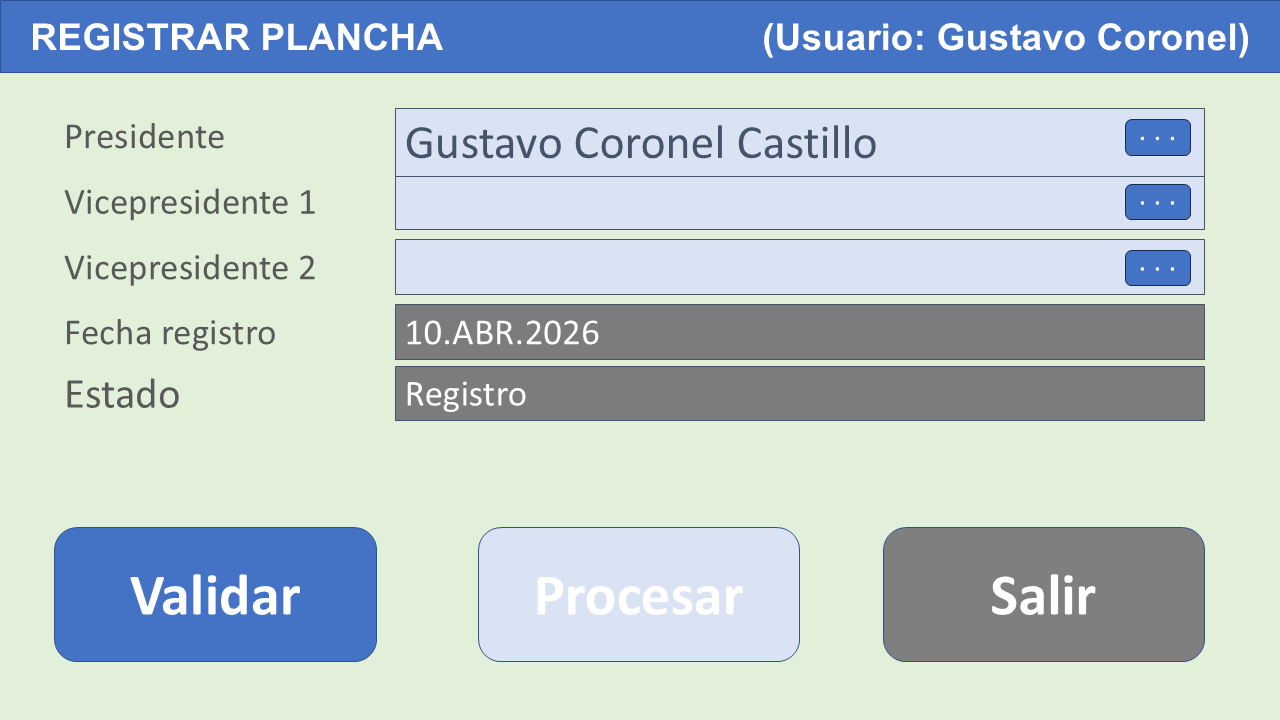 REGISTRAR PLANCHA (Usuario: Gustavo Coronel)
Presidente Gustavo Coronel Castillo . . .
Vicepresidente 1 . . .
Vicepresidente 2 . . .
Fecha registro 10.ABR.2026
Estado Registro
Validar Procesar Salir